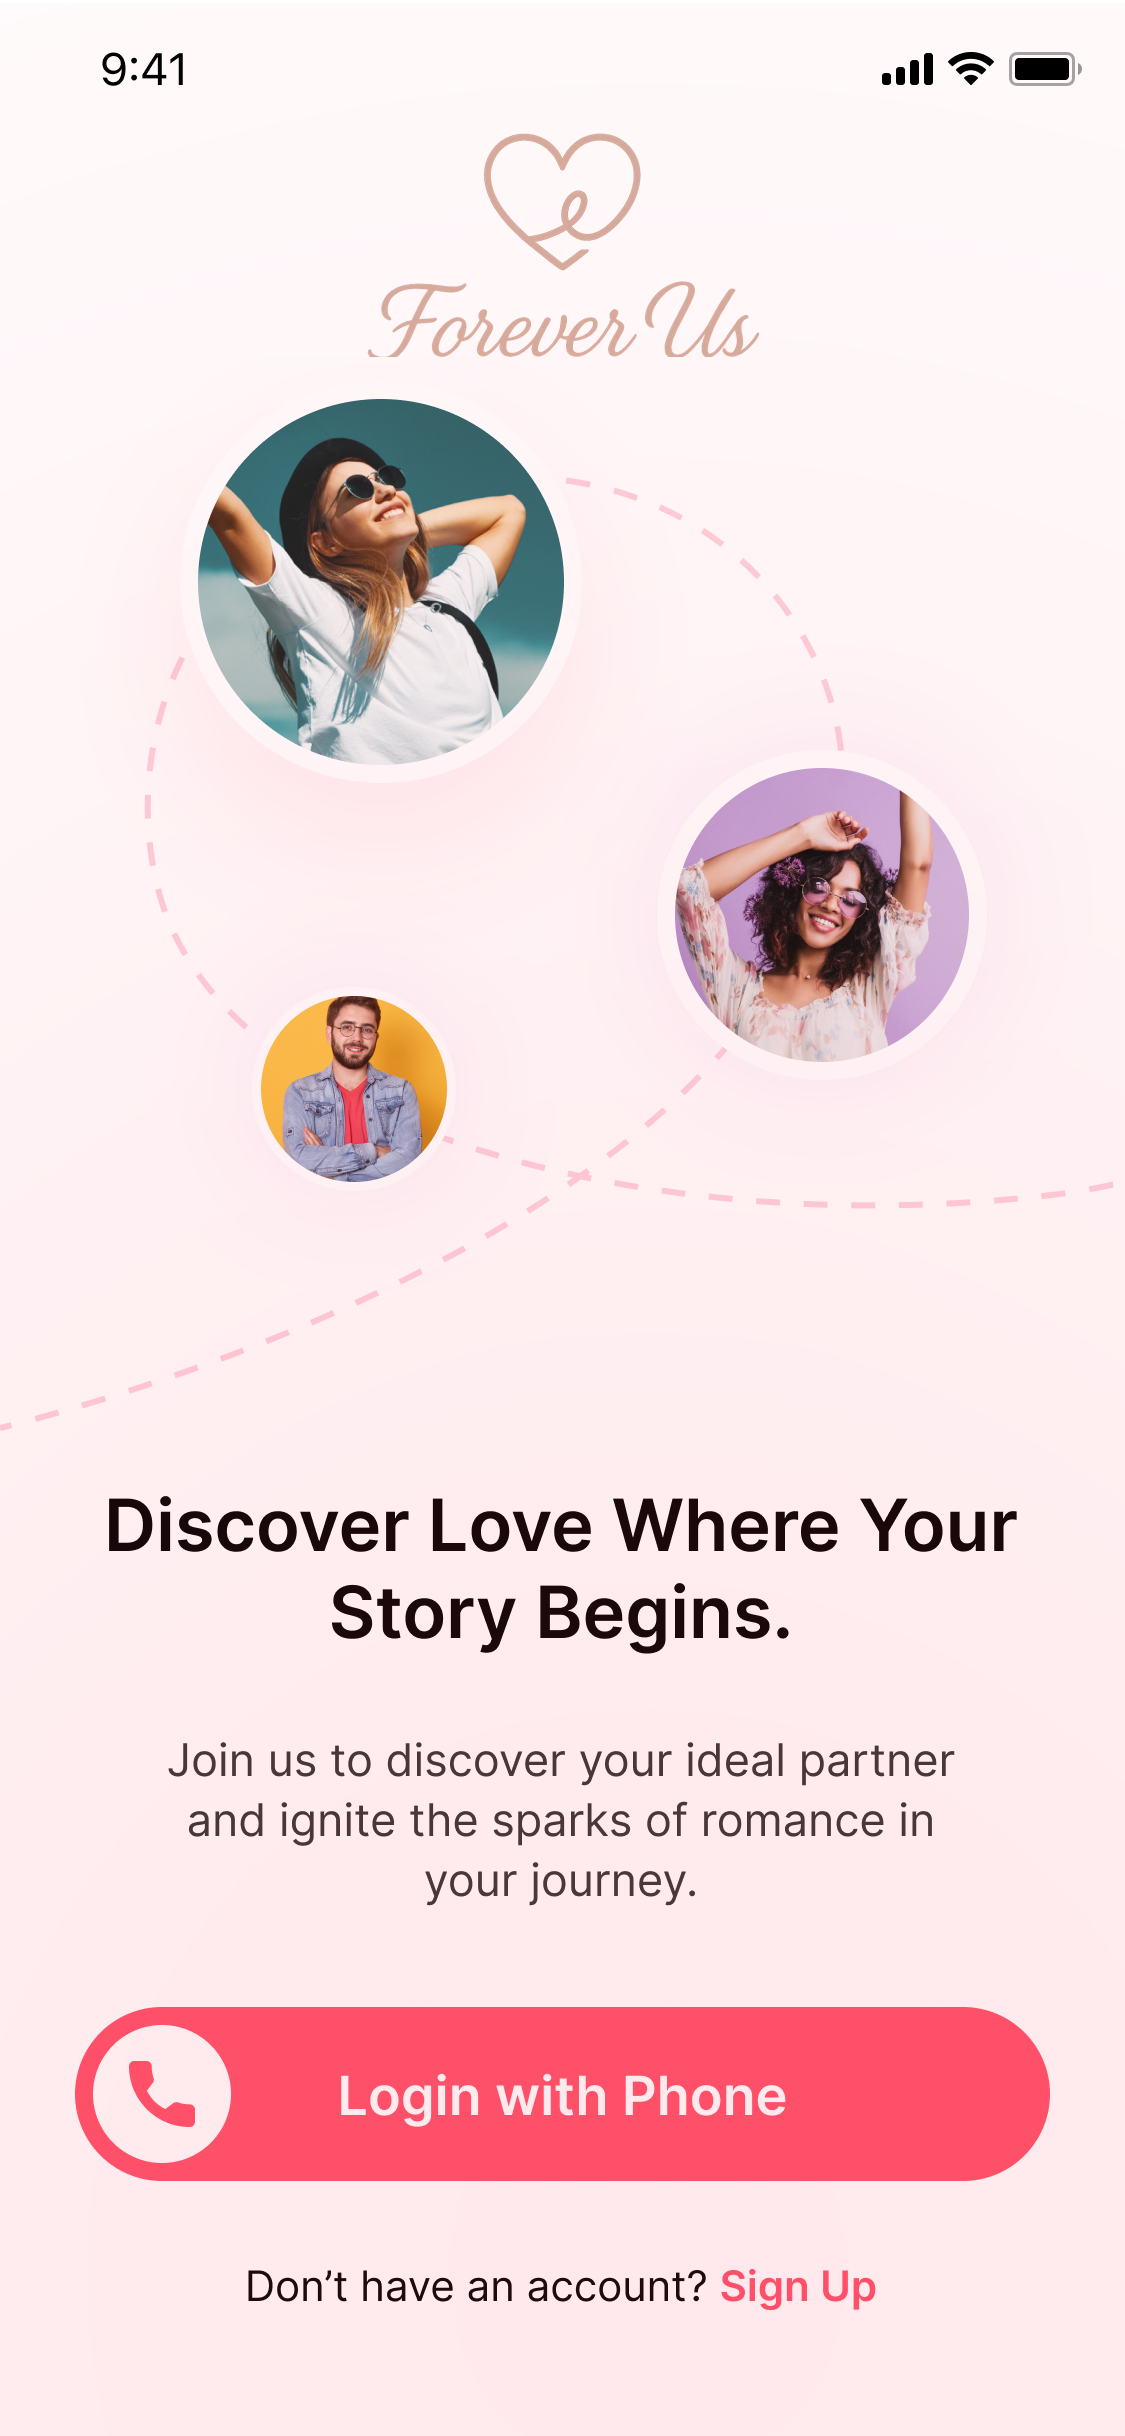 9:41
Forever Us
Discover Love Where Your
Story Begins.
Join us to discover your ideal partner
and ignite the sparks of romance in
your journey.
Login with Phone
Don’t have an account? Sign Up